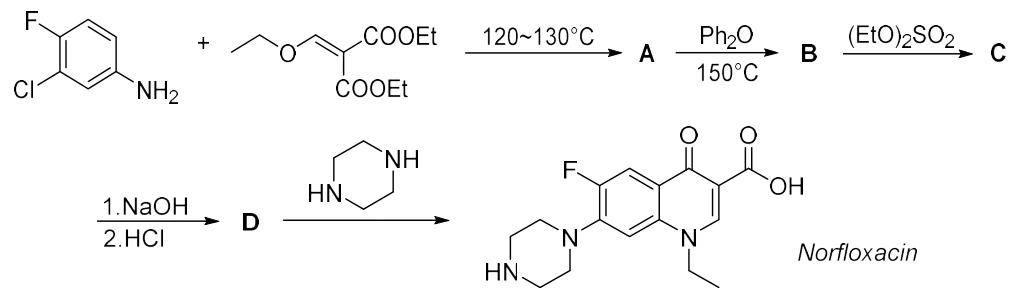 F
Cl
NH2
+
O
COOEt
COOEt
120~130°C
A
Ph2O
150°C
B
(EtO)2SO2
C
1.NaOH
2.HCl
D
NH
HN
O
O
F
OH
N
N
HN
Norfloxacin